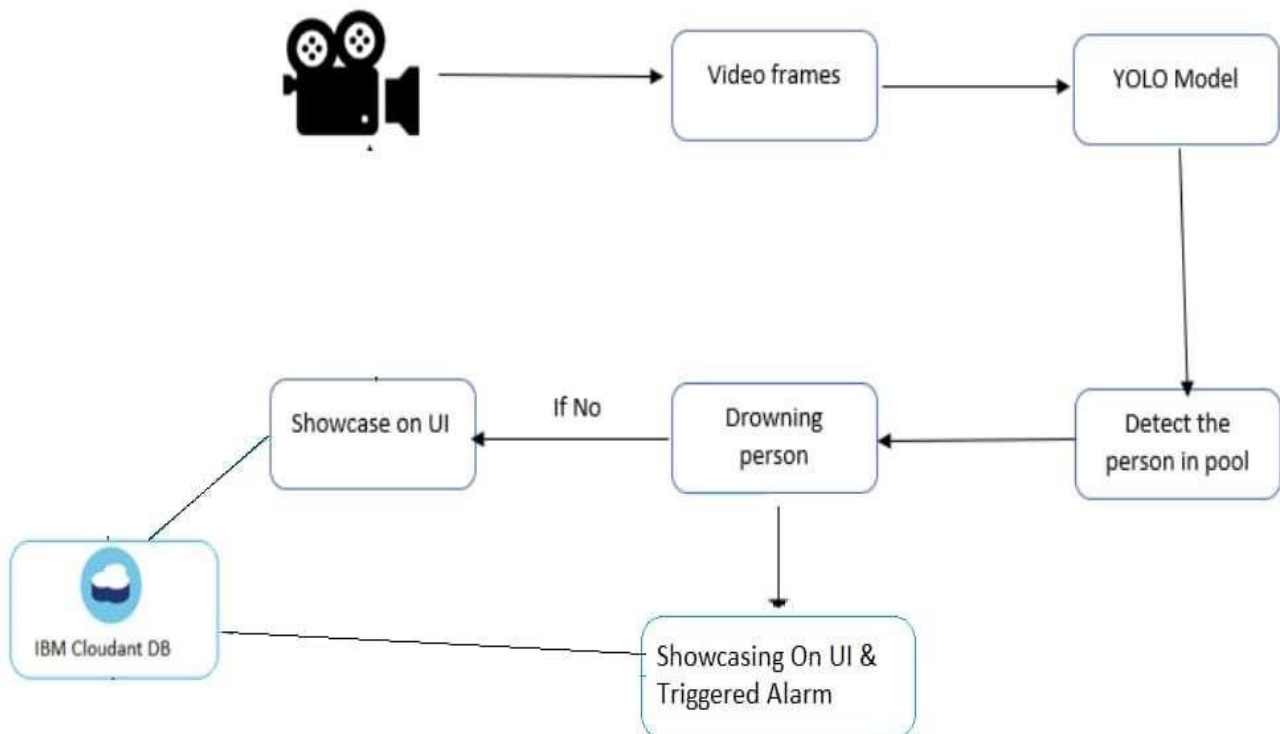 Video frames
YOLO Model
Detect the
person in pool
Drowning
person
If No
Showcase on UI
IBM Cloudant DB
Showcasing On UI &
Triggered Alarm